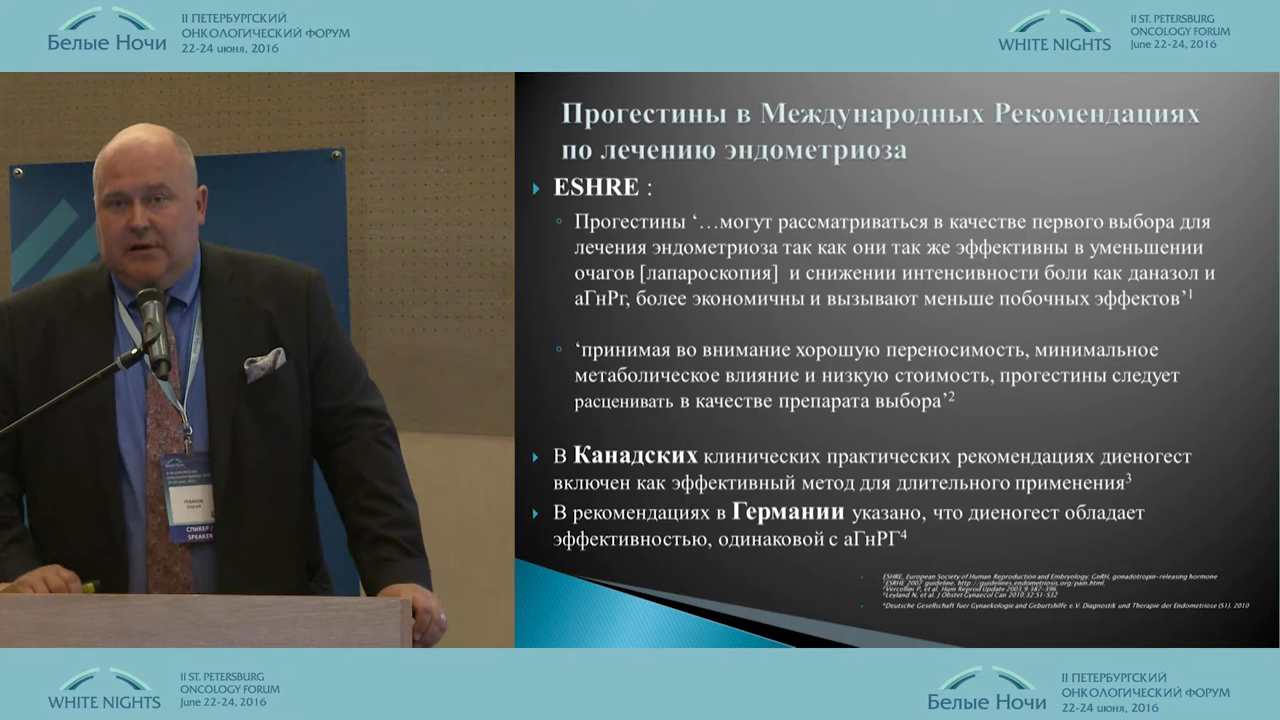 Белые Ночи
II ПЕТЕРБУРГСКИЙ
ОНКОЛОГИЧЕСКИЙ ФОРУМ
22-24 июня, 2016
WHITE NIGHTS
II ST. PETERSBURG
ONCOLOGY FORUM
June 22-24, 2016
Прогестины в Международных Рекомендациях
по лечению эндометриоза
ESHRE :
Прогестины ‘…могут рассматриваться в качестве первого выбора для
лечения эндометриоза так как они так же эффективны в уменьшении
очагов [лапароскопия] и снижении интенсивности боли как даназол и
аГнРг, более экономичны и вызывают меньше побочных эффектов’1
‘принимая во внимание хорошую переносимость, минимальное
метаболическое влияние и низкую стоимость, прогестины следует
расценивать в качестве препарата выбора’2
В Канадских клинических практических рекомендациях диеногест
включен как эффективный метод для длительного применения3
В рекомендациях в Германии указано, что диеногест обладает
эффективностью, одинаковой с аГнРГ4
ESHRE, European Society of Human Reproduction and Embryology; GnRH, gonadotropin-releasing hormone
1ESRHE 2007 guideline. http://guidelines.endometriosis.org/pain.html
2Vercellini P, et al. Hum Reprod Update 2003;9:387-396
3Leyland N, et al. J Obstet Gynaecol Can 2010;32:S1-S32
4Deutsche Gesellschaft fuer Gynaekologie and Geburtshilfe e.V. Diagnostik und Therapie der Endometriose (S1). 2010
СПИКЕР
SPEAKER
WHITE NIGHTS
II ST. PETERSBURG
ONCOLOGY FORUM
June 22-24, 2016
Белые Ночи
II ПЕТЕРБУРГСКИЙ
ОНКОЛОГИЧЕСКИЙ ФОРУМ
22-24 июня, 2016